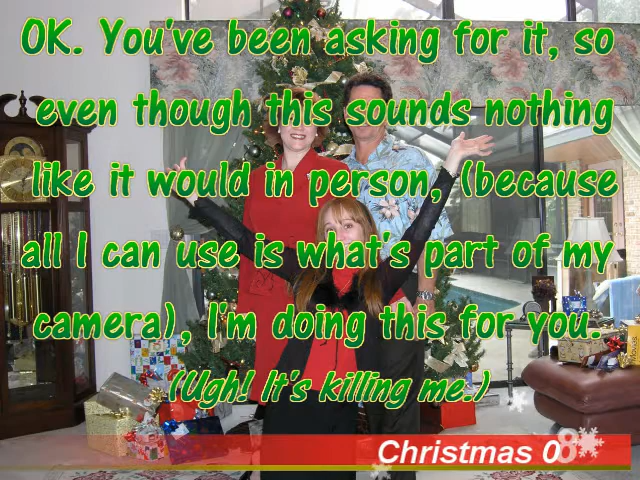 OK. You've been asking for it, so
even though this sounds nothing
like it would in person, (because
all I can use is what's part of my
camera), I'm doing this for you.
(Ugh! It's killing me.)
Christmas 08